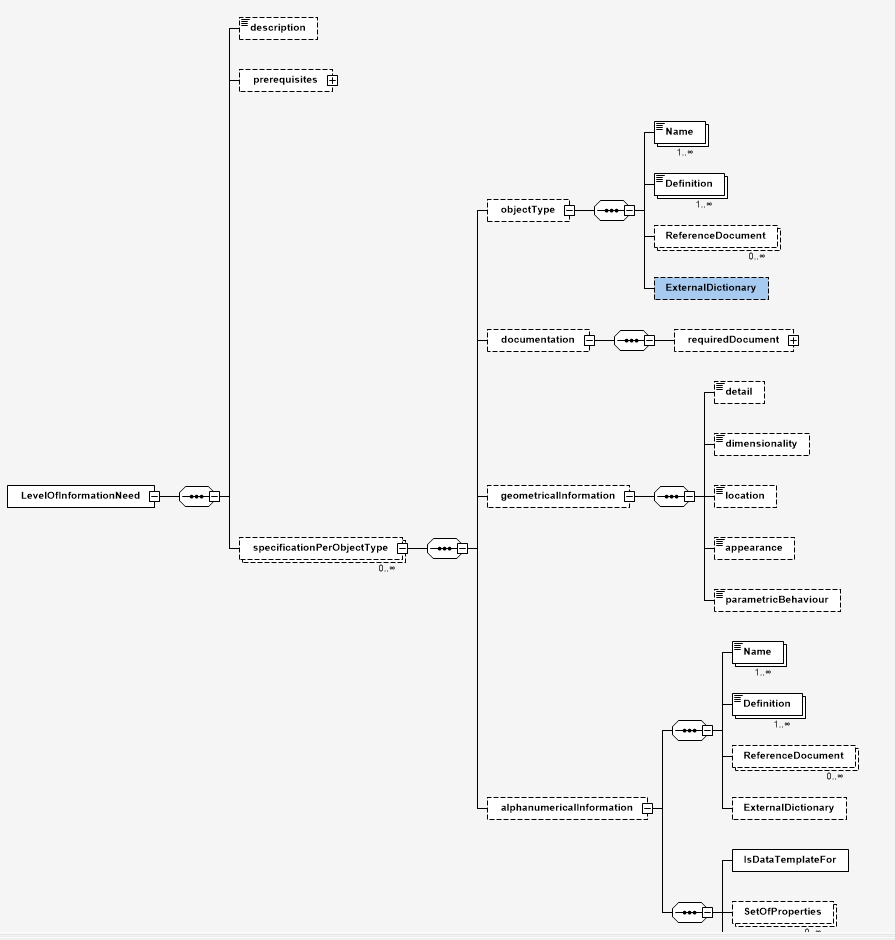 description
prerequisites
Name
1..∞
Definition
1..∞
objectType
ReferenceDocument
0..∞
ExternalDictionary
documentation
requiredDocument
detail
dimensionality
LevelOfInformationNeed
geometricalInformation
location
specificationPerObjectType
0..∞
appearance
parametricBehaviour
Name
1..∞
Definition
1..∞
ReferenceDocument
0..∞
alphanumericalInformation
ExternalDictionary
IsDataTemplateFor
SetOfProperties
0..∞